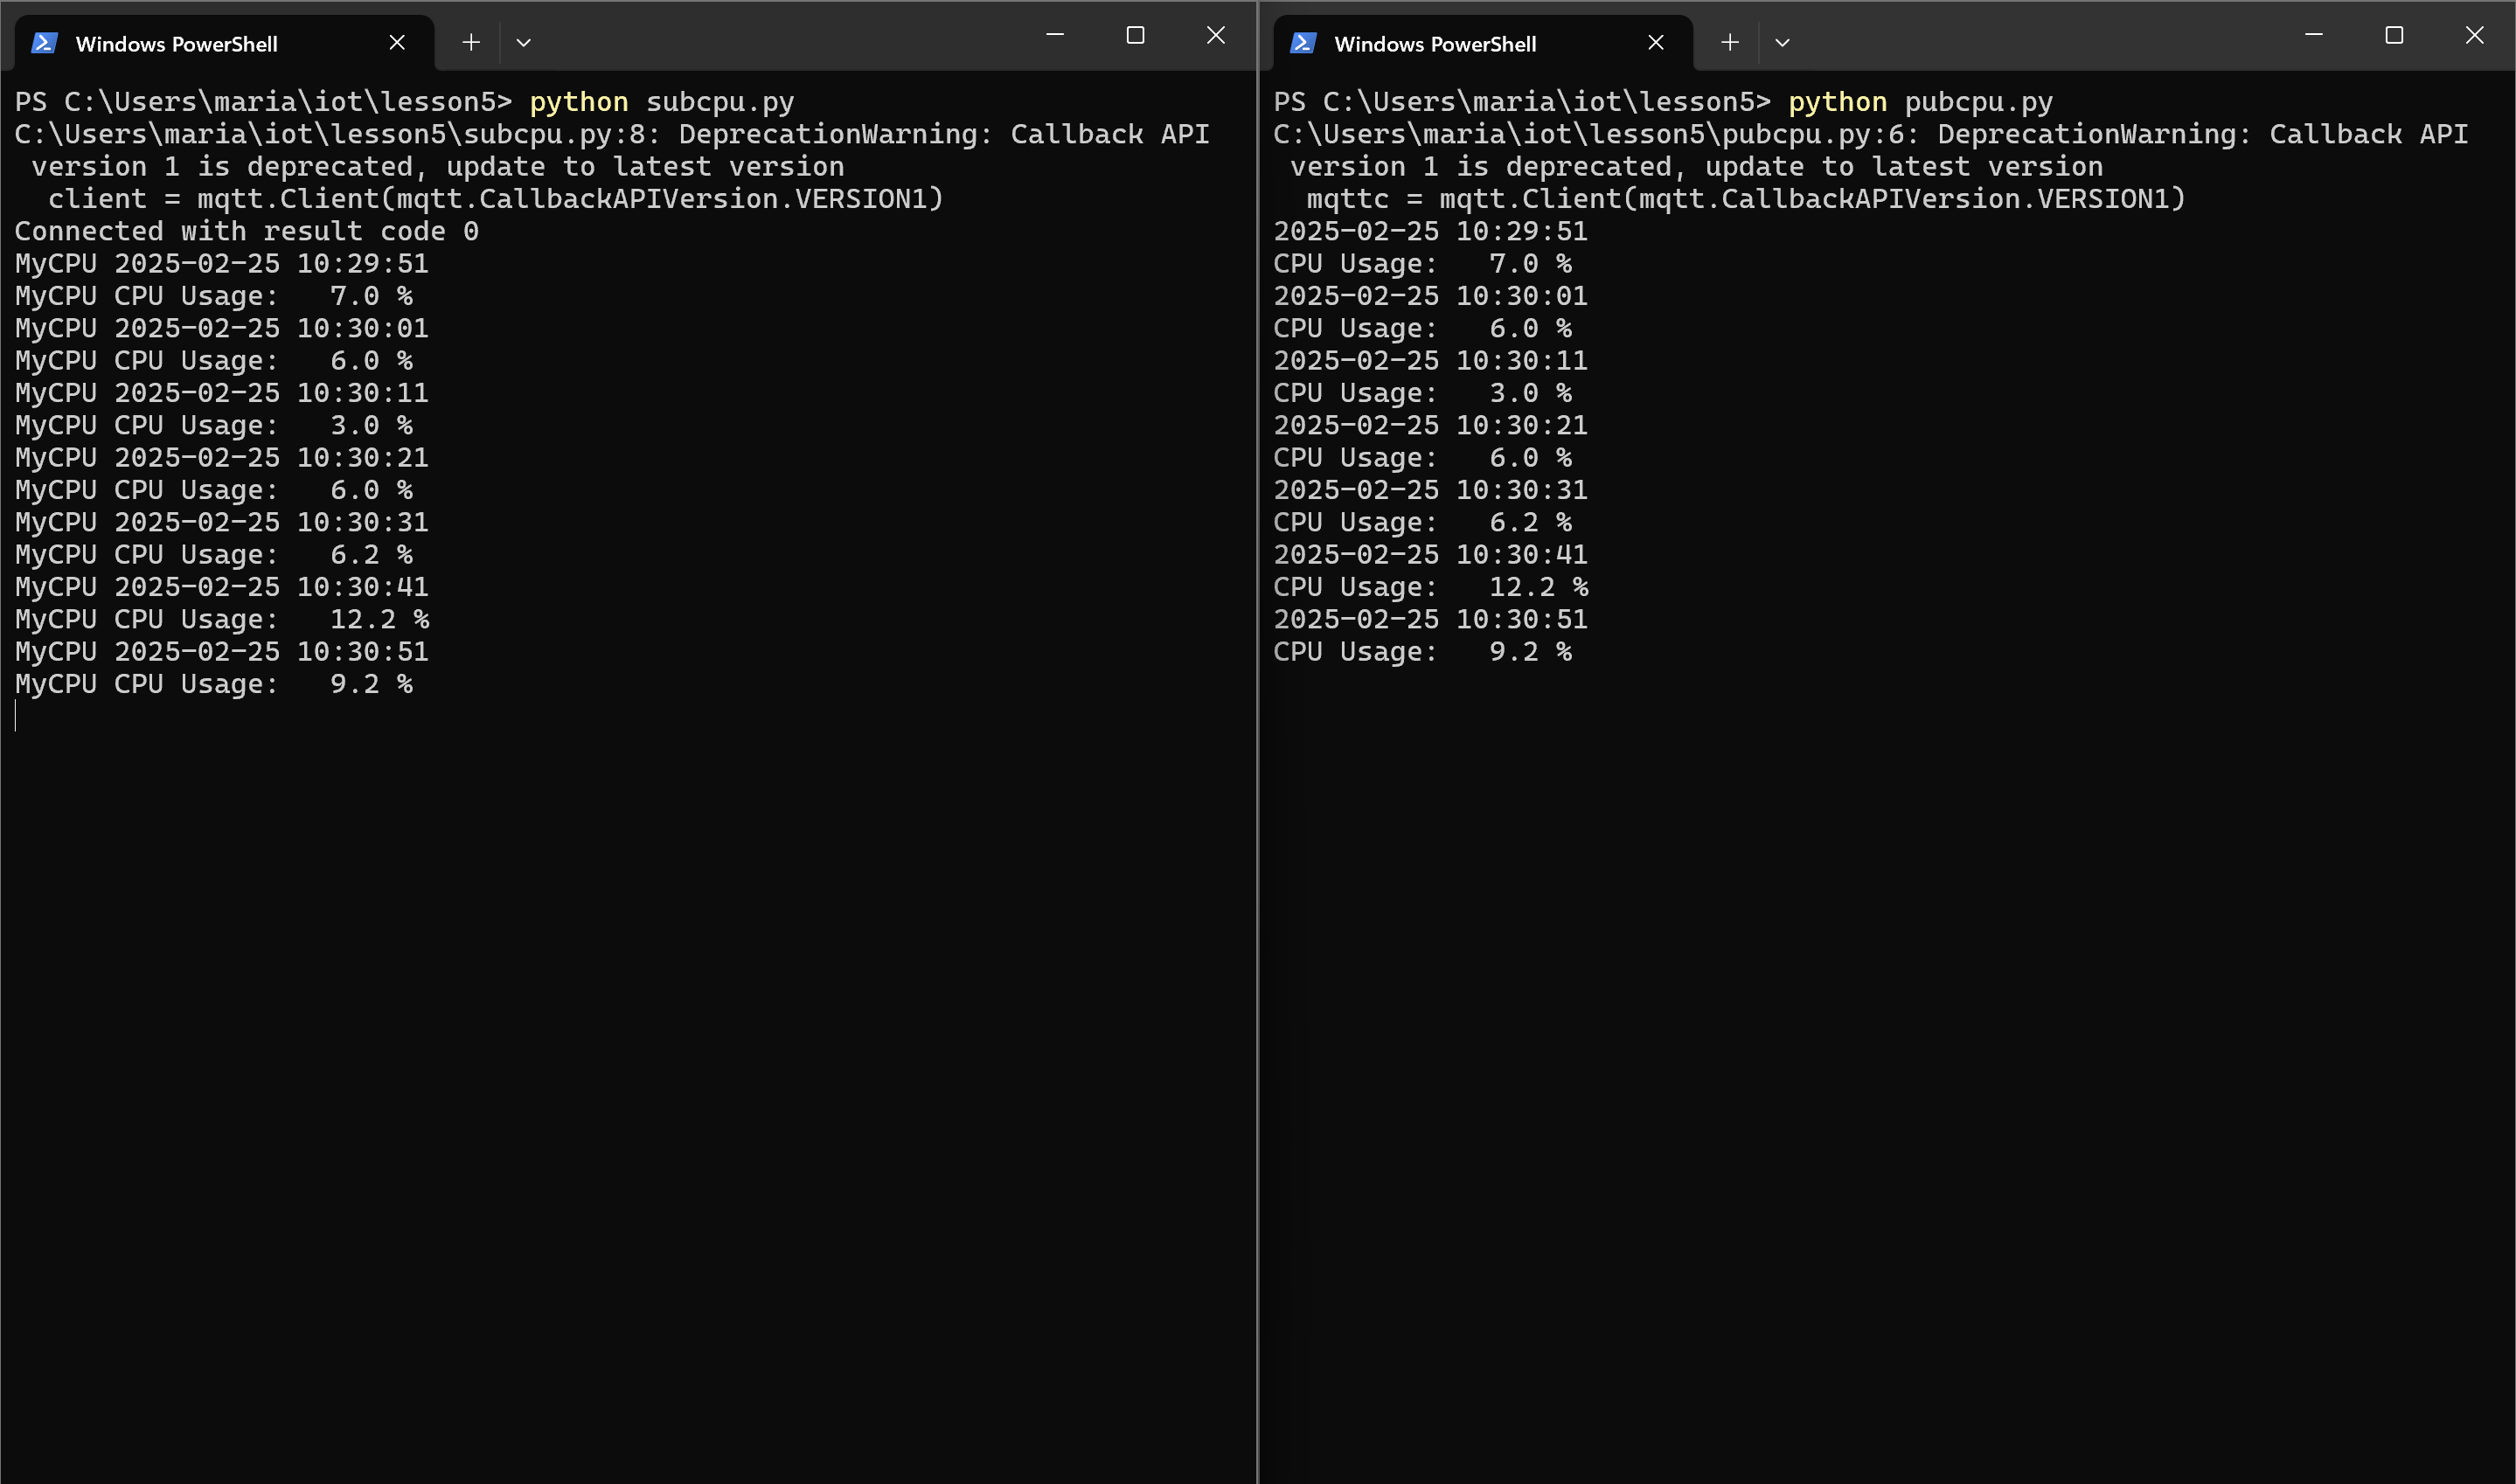 Windows PowerShell
PS C:\Users\maria\iot\lesson5> python subcpu.py
C:\Users\maria\iot\lesson5\subcpu.py:8: DeprecationWarning: Callback API
 version 1 is deprecated, update to latest version
  client = mqtt.Client(mqtt.CallbackAPIVersion.VERSION1)
Connected with result code 0
MyCPU 2025-02-25 10:29:51
MyCPU CPU Usage:   7.0 %
MyCPU 2025-02-25 10:30:01
MyCPU CPU Usage:   6.0 %
MyCPU 2025-02-25 10:30:11
MyCPU CPU Usage:   3.0 %
MyCPU 2025-02-25 10:30:21
MyCPU CPU Usage:   6.0 %
MyCPU 2025-02-25 10:30:31
MyCPU CPU Usage:   6.2 %
MyCPU 2025-02-25 10:30:41
MyCPU CPU Usage:   12.2 %
MyCPU 2025-02-25 10:30:51
MyCPU CPU Usage:   9.2 %
Windows PowerShell
PS C:\Users\maria\iot\lesson5> python pubcpu.py
C:\Users\maria\iot\lesson5\pubcpu.py:6: DeprecationWarning: Callback API
 version 1 is deprecated, update to latest version
  mqttc = mqtt.Client(mqtt.CallbackAPIVersion.VERSION1)
2025-02-25 10:29:51
CPU Usage:   7.0 %
2025-02-25 10:30:01
CPU Usage:   6.0 %
2025-02-25 10:30:11
CPU Usage:   3.0 %
2025-02-25 10:30:21
CPU Usage:   6.0 %
2025-02-25 10:30:31
CPU Usage:   6.2 %
2025-02-25 10:30:41
CPU Usage:   12.2 %
2025-02-25 10:30:51
CPU Usage:   9.2 %